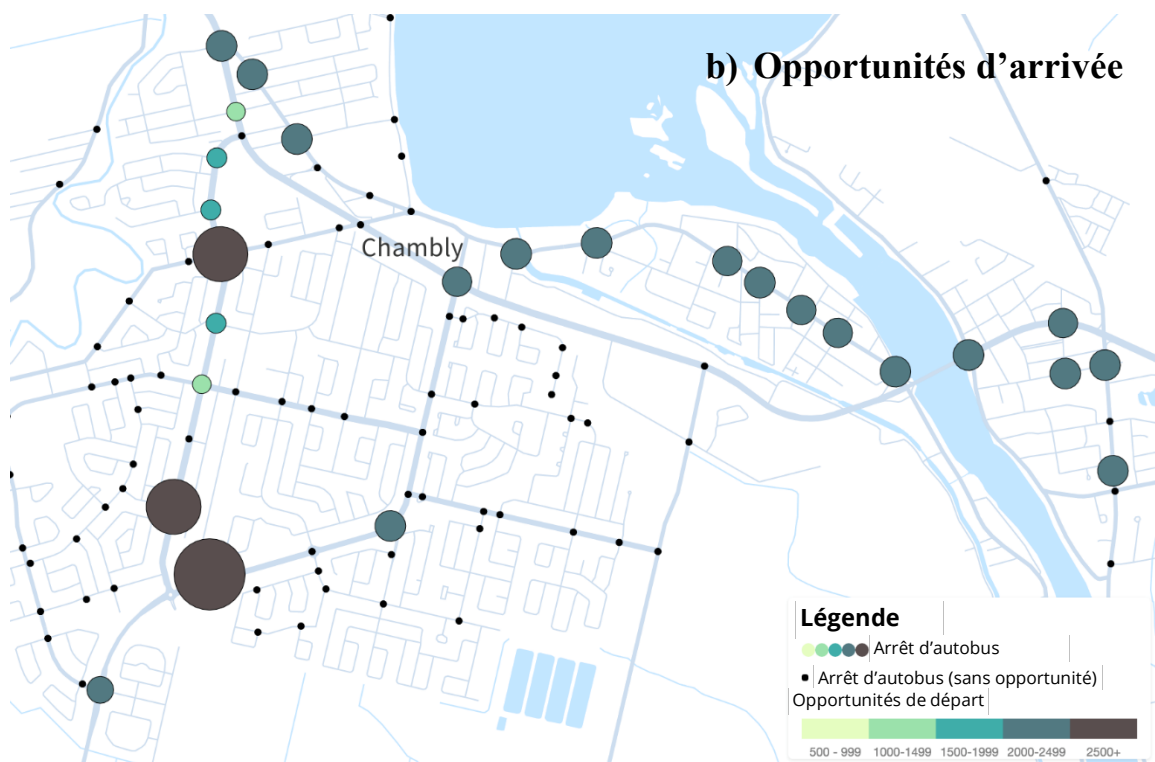 b) Opportunités d’arrivée
Chambly
Légende
Arrêt d’autobus
Arrêt d’autobus (sans opportunité)
Opportunités de départ
500 - 999 1000-1499 1500-1999 2000-2499 2500+